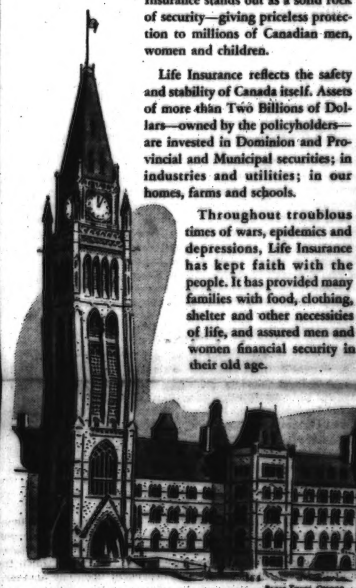 Insurance stands out as a solid rock
of security—giving priceless protec-
tion to millions of Canadian men,
women and children.
Life Insurance reflects the safety
and stability of Canada itself. Assets
of more than Two Billions of Dol-
lars—owned by the policyholders—
are invested in Dominion and Pro-
vincial and Municipal securities; in
industries and utilities; in our
homes, farms and schools.
Throughout troublous
times of wars, epidemics and
depressions, Life Insurance
has kept faith with the
people. It has provided many
families with food, clothing,
shelter and other necessities
of life, and assured men and
women financial security in
their old age.